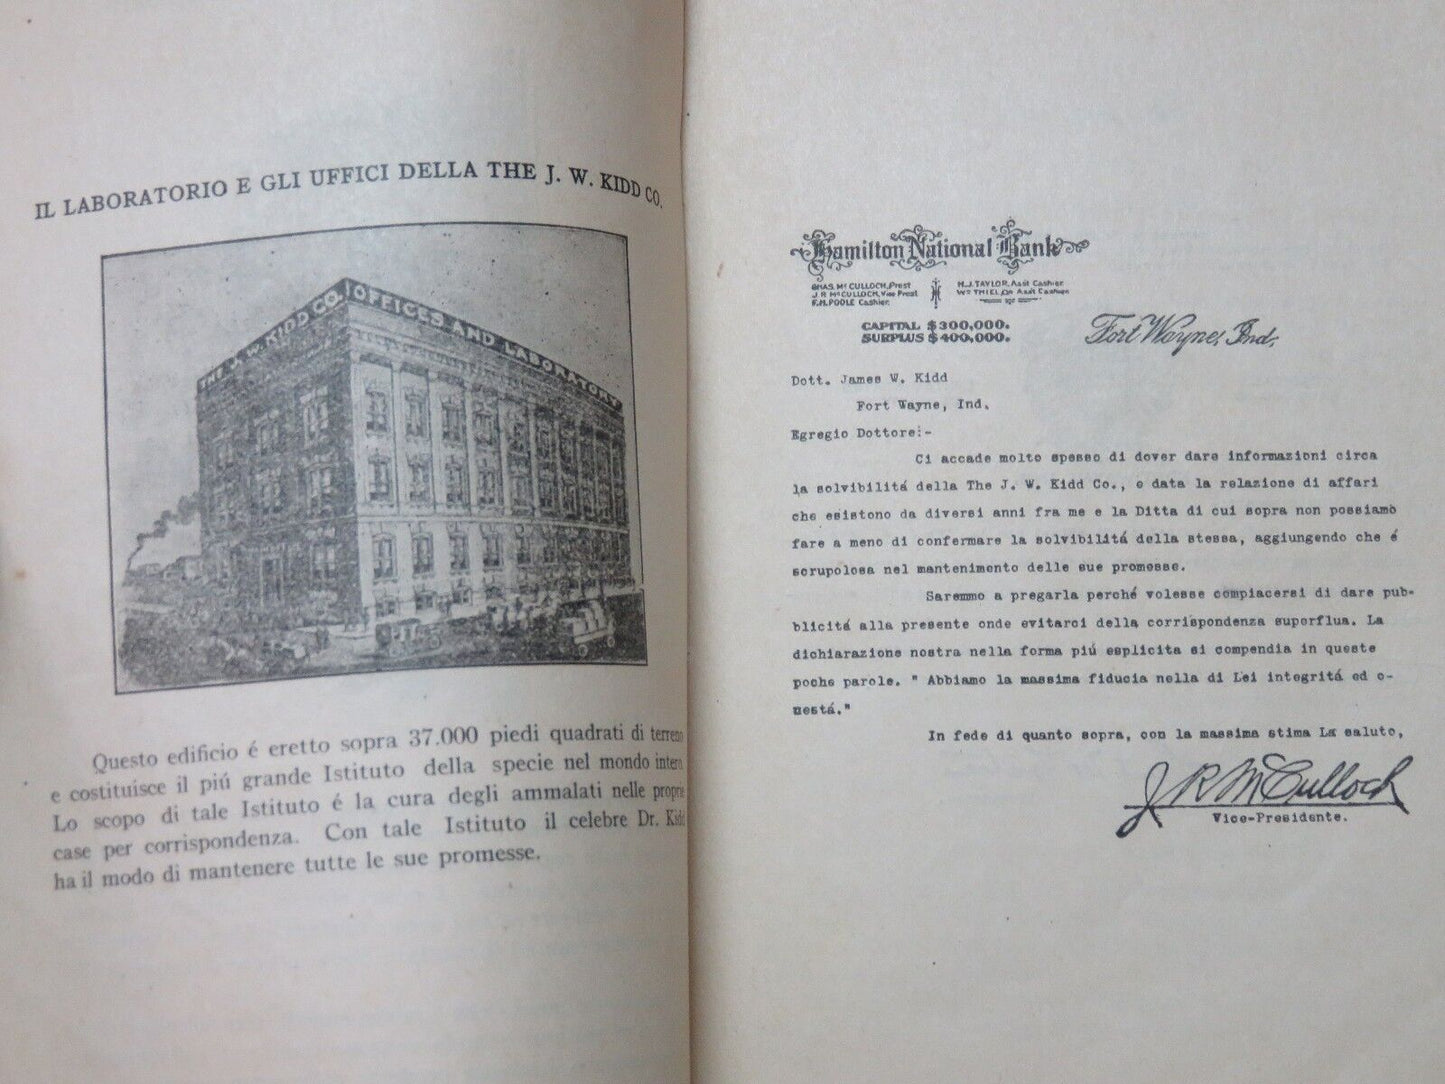 IL LABORATORIO E GLI UFFICI DELLA THE J. W. KIDD CO.
THE J. W. KIDD CO. OFFICES AND LABORATORY
Questo edificio é eretto sopra 37.000 piedi quadrati di terreno
e costituisce il piú grande Istituto della specie nel mondo intero
Lo scopo di tale Istituto é la cura degli ammalati nelle proprie
case per corrispondenza. Con tale Istituto il celebre Dr. Kidd
ha il modo di mantenere tutte le sue promesse.
Hamilton National Bank
CHAS. McCULLOCH, Prest
J. R. McCULLOCH, Vice Prest
F. H. POOLE Cashier.
H. J. TAYLOR, Ass't Cashier
Ass't Cashier
CAPITAL $300,000.
SURPLUS $400,000.
Fort Wayne, Ind.
Dott. James W. Kidd
Fort Wayne, Ind.
Egregio Dottore:-
Ci accade molto spesso di dover dare informazioni circa
la solvibilitá della The J. W. Kidd Co., e data la relazione di affari
che esistono da diversi anni fra me e la Ditta di cui sopra non possiamo
fare a meno di confermare la solvibilitá della stessa, aggiungendo che é
scrupolosa nel mantenimento delle sue promesse.
Saremmo a pregarla perché volesse compiacersi di dare pub-
blicitá alla presente onde evitarci della corrispondenza superflua. La
dichiarazione nostra nella forma piú esplicita si compendia in queste
poche parole. " Abbiamo la massima fiducia nella di Lei integritá ed o-
nestá."
In fede di quanto sopra, con la massima stima La saluto,
J R McCulloch
Vice-Presidente.